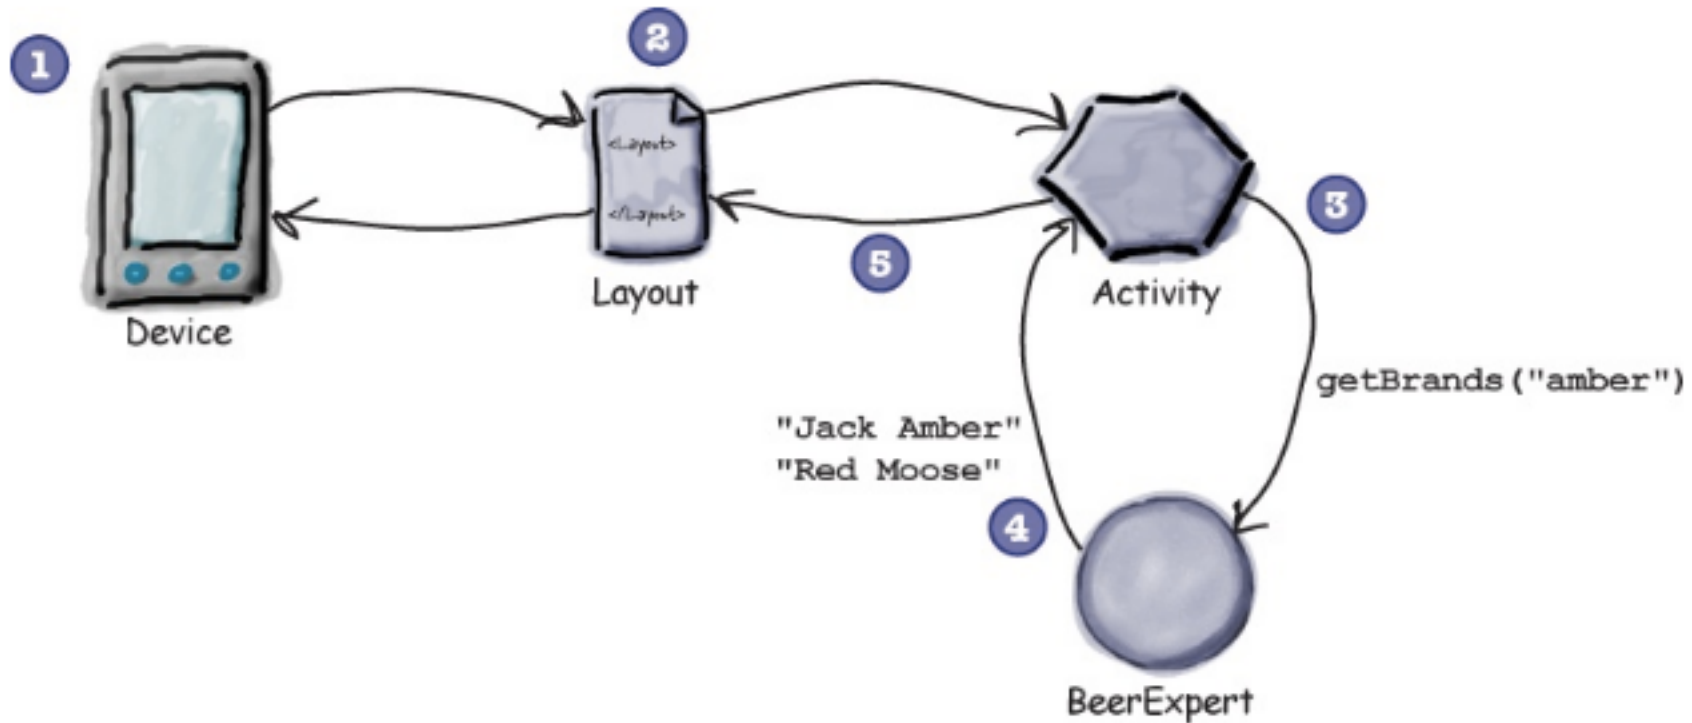 1
2
<Layout>
</Layout>
Layout
Device
Activity
3
5
getBrands("amber")
"Jack Amber"
"Red Moose"
4
BeerExpert